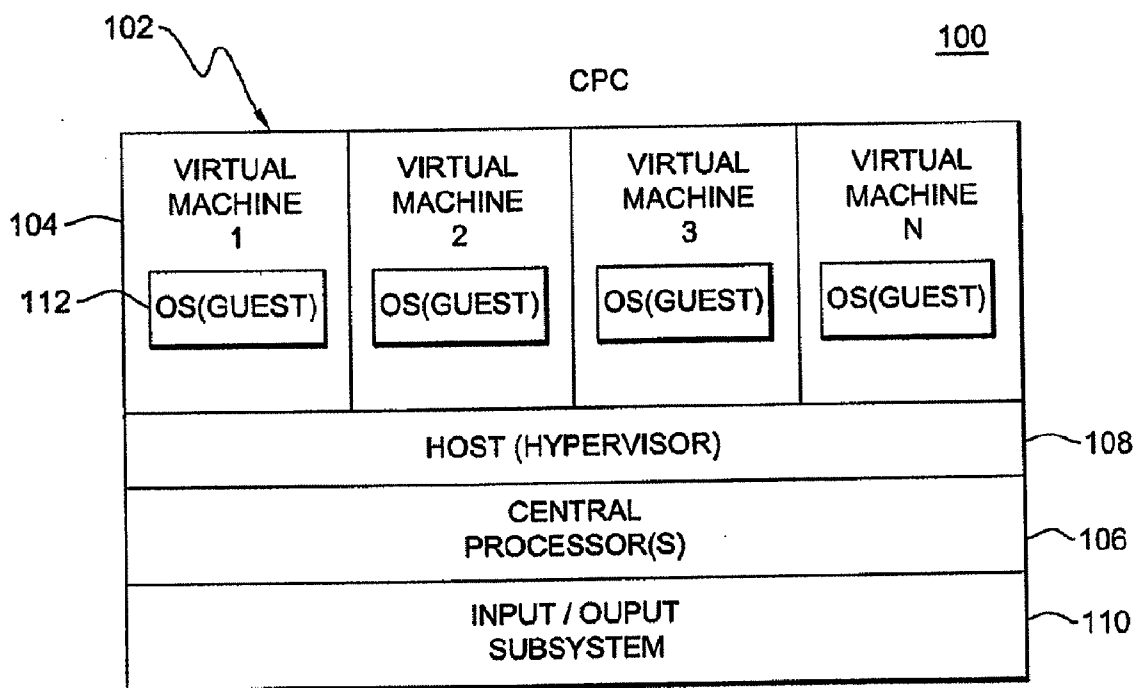 102
100
CPC
VIRTUAL MACHINE 1
VIRTUAL MACHINE 2
VIRTUAL MACHINE 3
VIRTUAL MACHINE N
104
112
OS(GUEST)
OS(GUEST)
OS(GUEST)
OS(GUEST)
HOST (HYPERVISOR)
108
CENTRAL
PROCESSOR(S)
106
INPUT / OUPUT
SUBSYSTEM
110